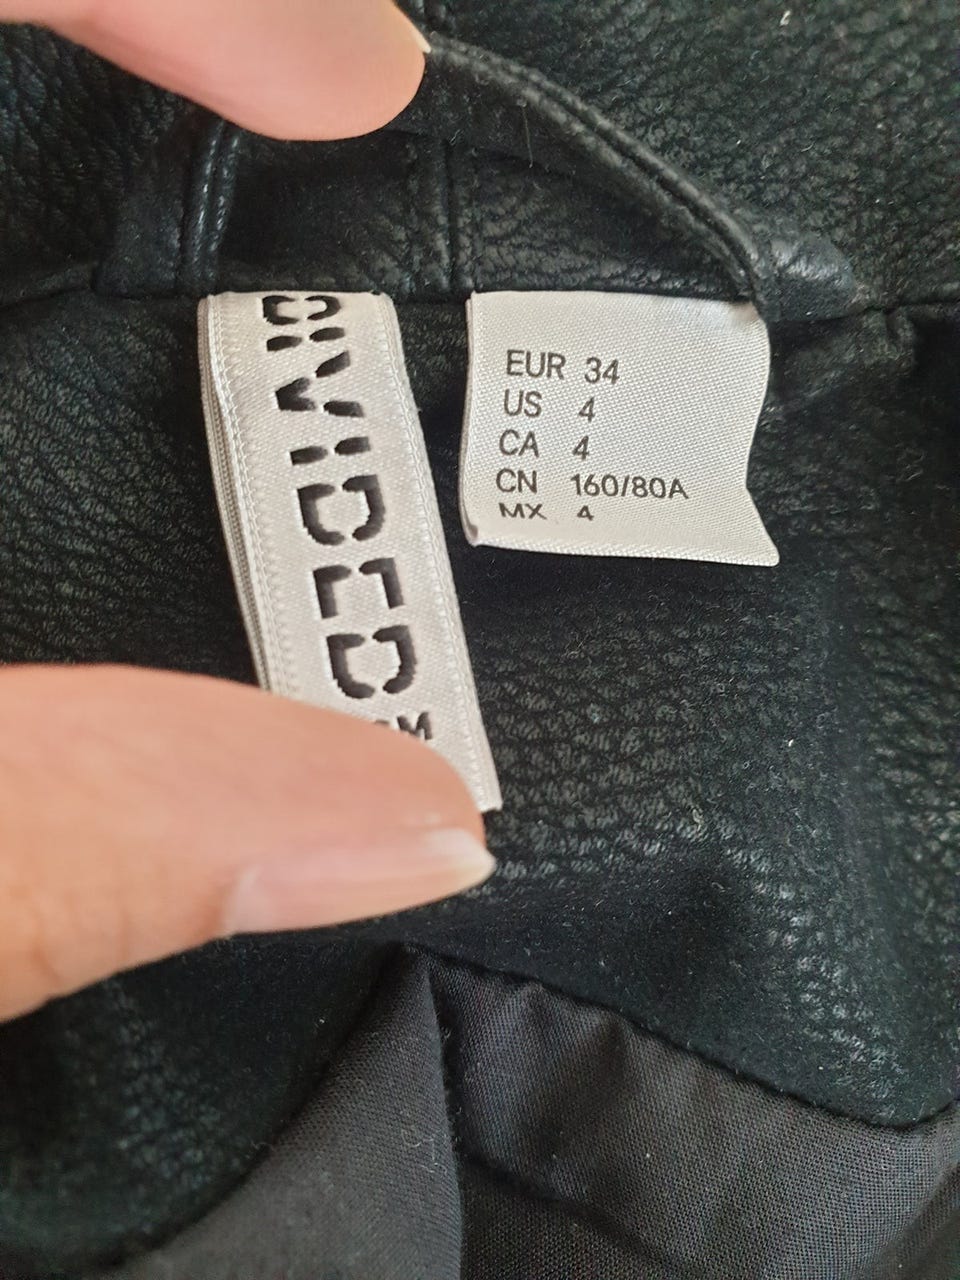 DIVIDED
EUR 34
US 4
CA 4
CN 160/80A
MX 4